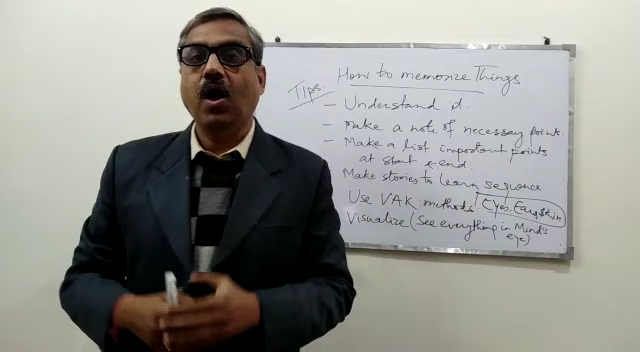 How to memorize Things
Tips
- Understand it.
- Make a note of necessary point.
- Make a list important points
at start & end.
Make stories to learn sequence
Use VAK methods (Eyes, Ears, skin)
Visualize (see everything in Mind's
eye)